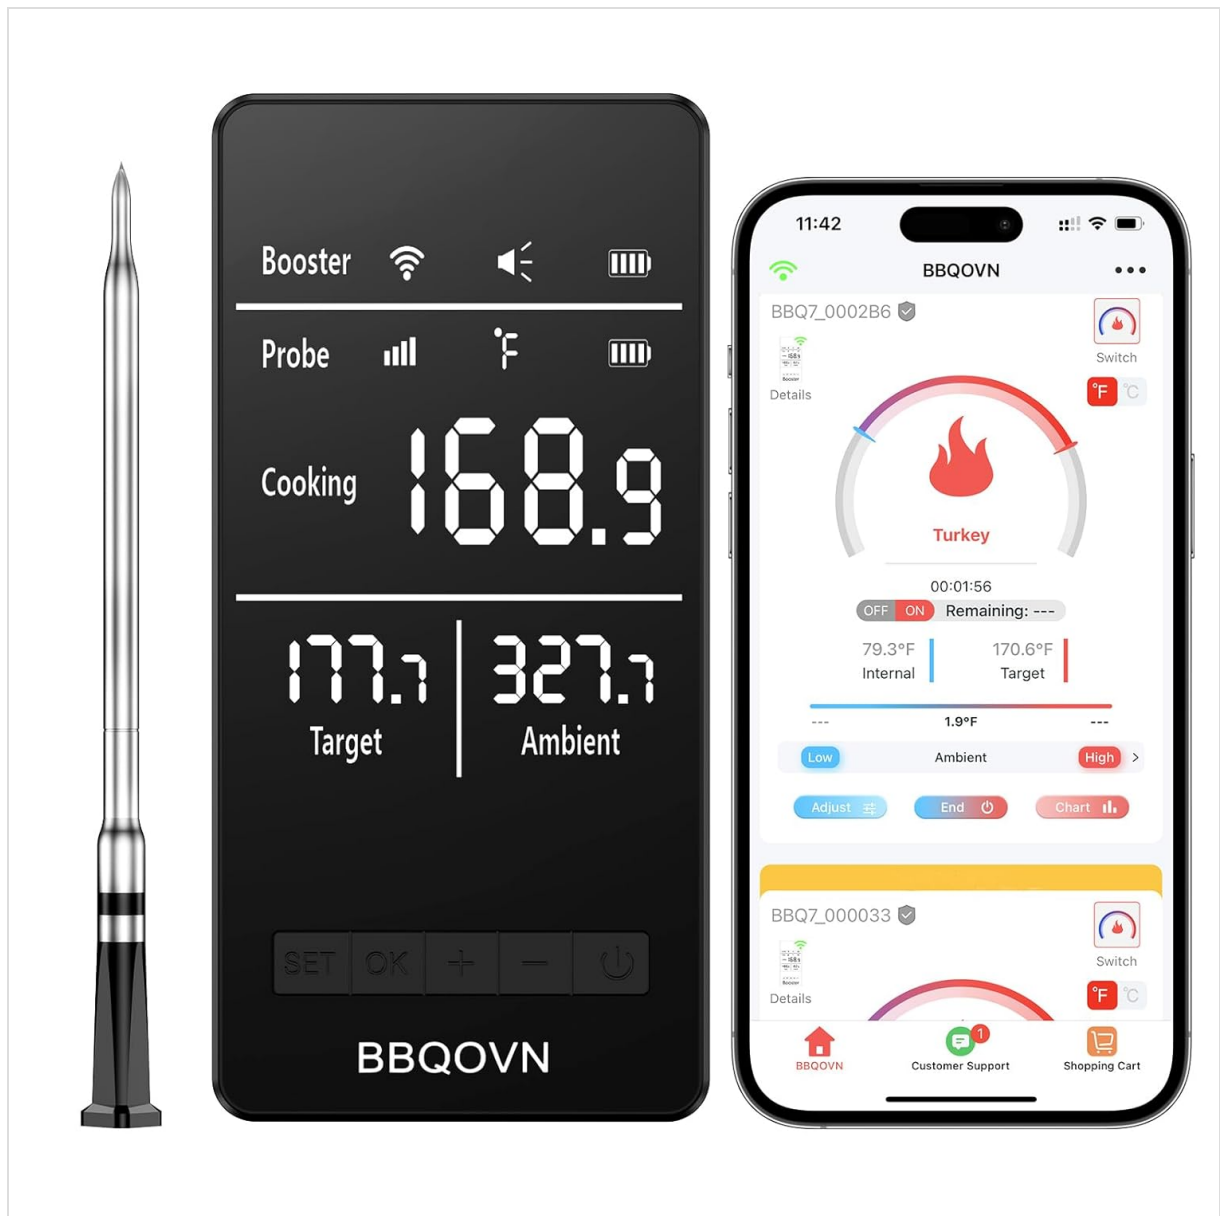 Booster
Probe °F
Cooking 168.9
177.7 327.7
Target Ambient
SET OK + −
BBQOVN
11:42
BBQOVN
BBQ7_0002B6
Switch
Details
°F °C
Turkey
00:01:56
OFF ON Remaining: ---
79.3°F 170.6°F
Internal Target
--- 1.9°F ---
Low Ambient High >
Adjust End Chart
BBQ7_000033
Switch
Details
°F °C
1
BBQOVN Customer Support Shopping Cart